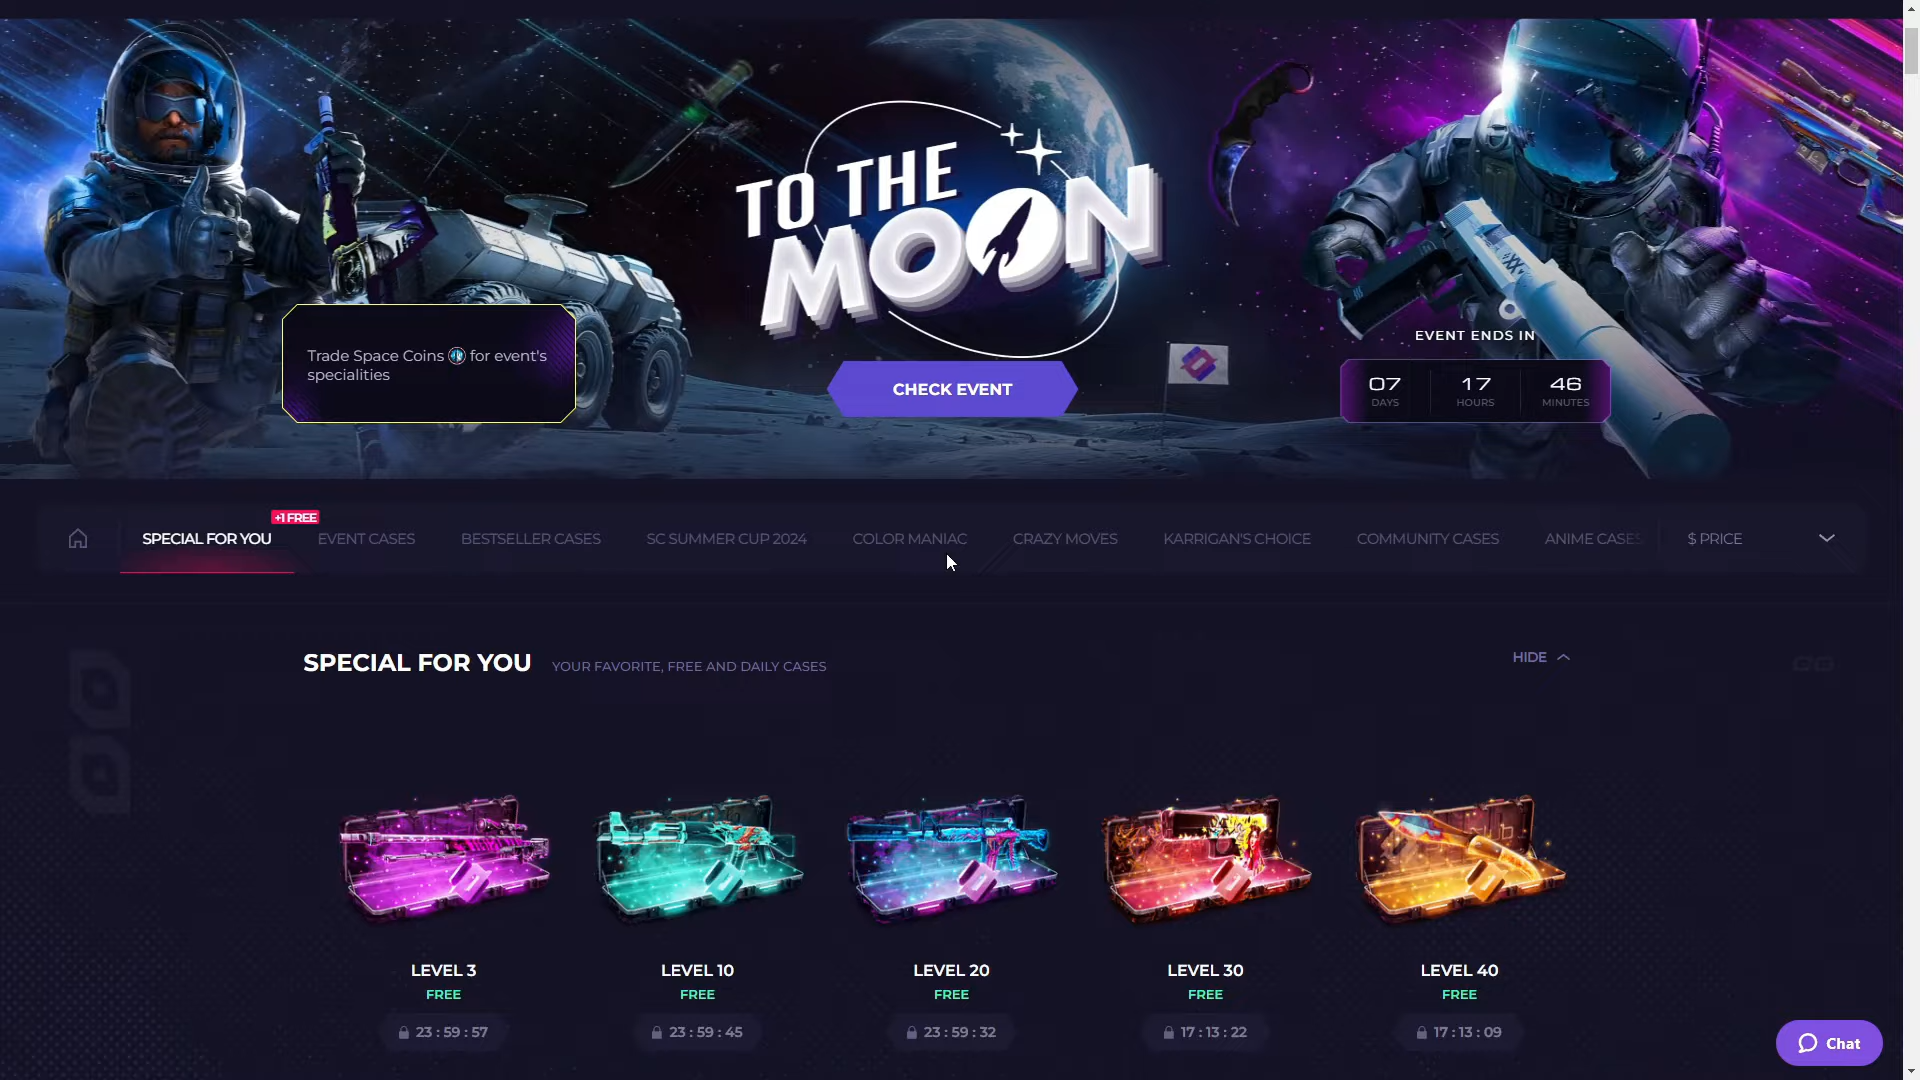 TO THE
MOON
Trade Space Coins for event's
specialities
CHECK EVENT
EVENT ENDS IN
07 17 46
DAYS HOURS MINUTES
+1 FREE
SPECIAL FOR YOU EVENT CASES BESTSELLER CASES SC SUMMER CUP 2024 COLOR MANIAC CRAZY MOVES KARRIGAN'S CHOICE COMMUNITY CASES ANIME CASES $ PRICE
SPECIAL FOR YOU YOUR FAVORITE, FREE AND DAILY CASES HIDE
LEVEL 3 LEVEL 10 LEVEL 20 LEVEL 30 LEVEL 40
FREE FREE FREE FREE FREE
23 : 59 : 57 23 : 59 : 45 23 : 59 : 32 17 : 13 : 22 17 : 13 : 09
Chat